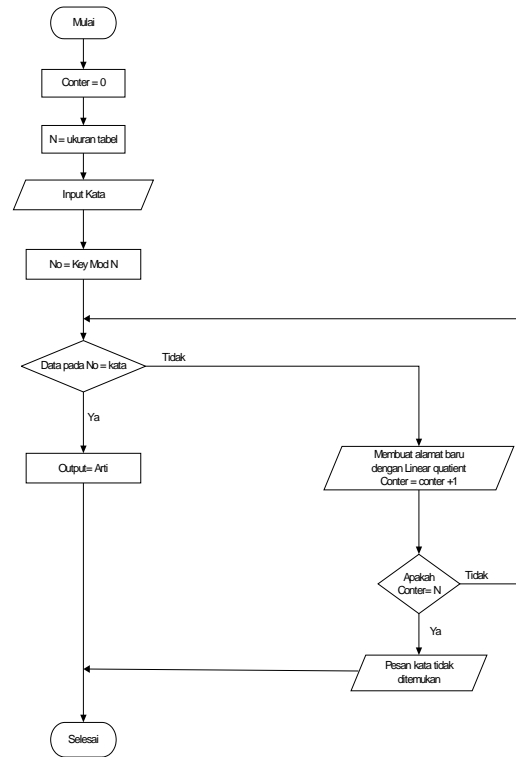 Mulai
Conter = 0
N = ukuran tabel
Input Kata
No = Key Mod N
Data pada No = kata
Tidak
Ya
Output= Arti
Membuat alamat baru
dengan Linear quatient
Conter = conter +1
Apakah
Conter= N
Tidak
Ya
Pesan kata tidak
ditemukan
Selesai